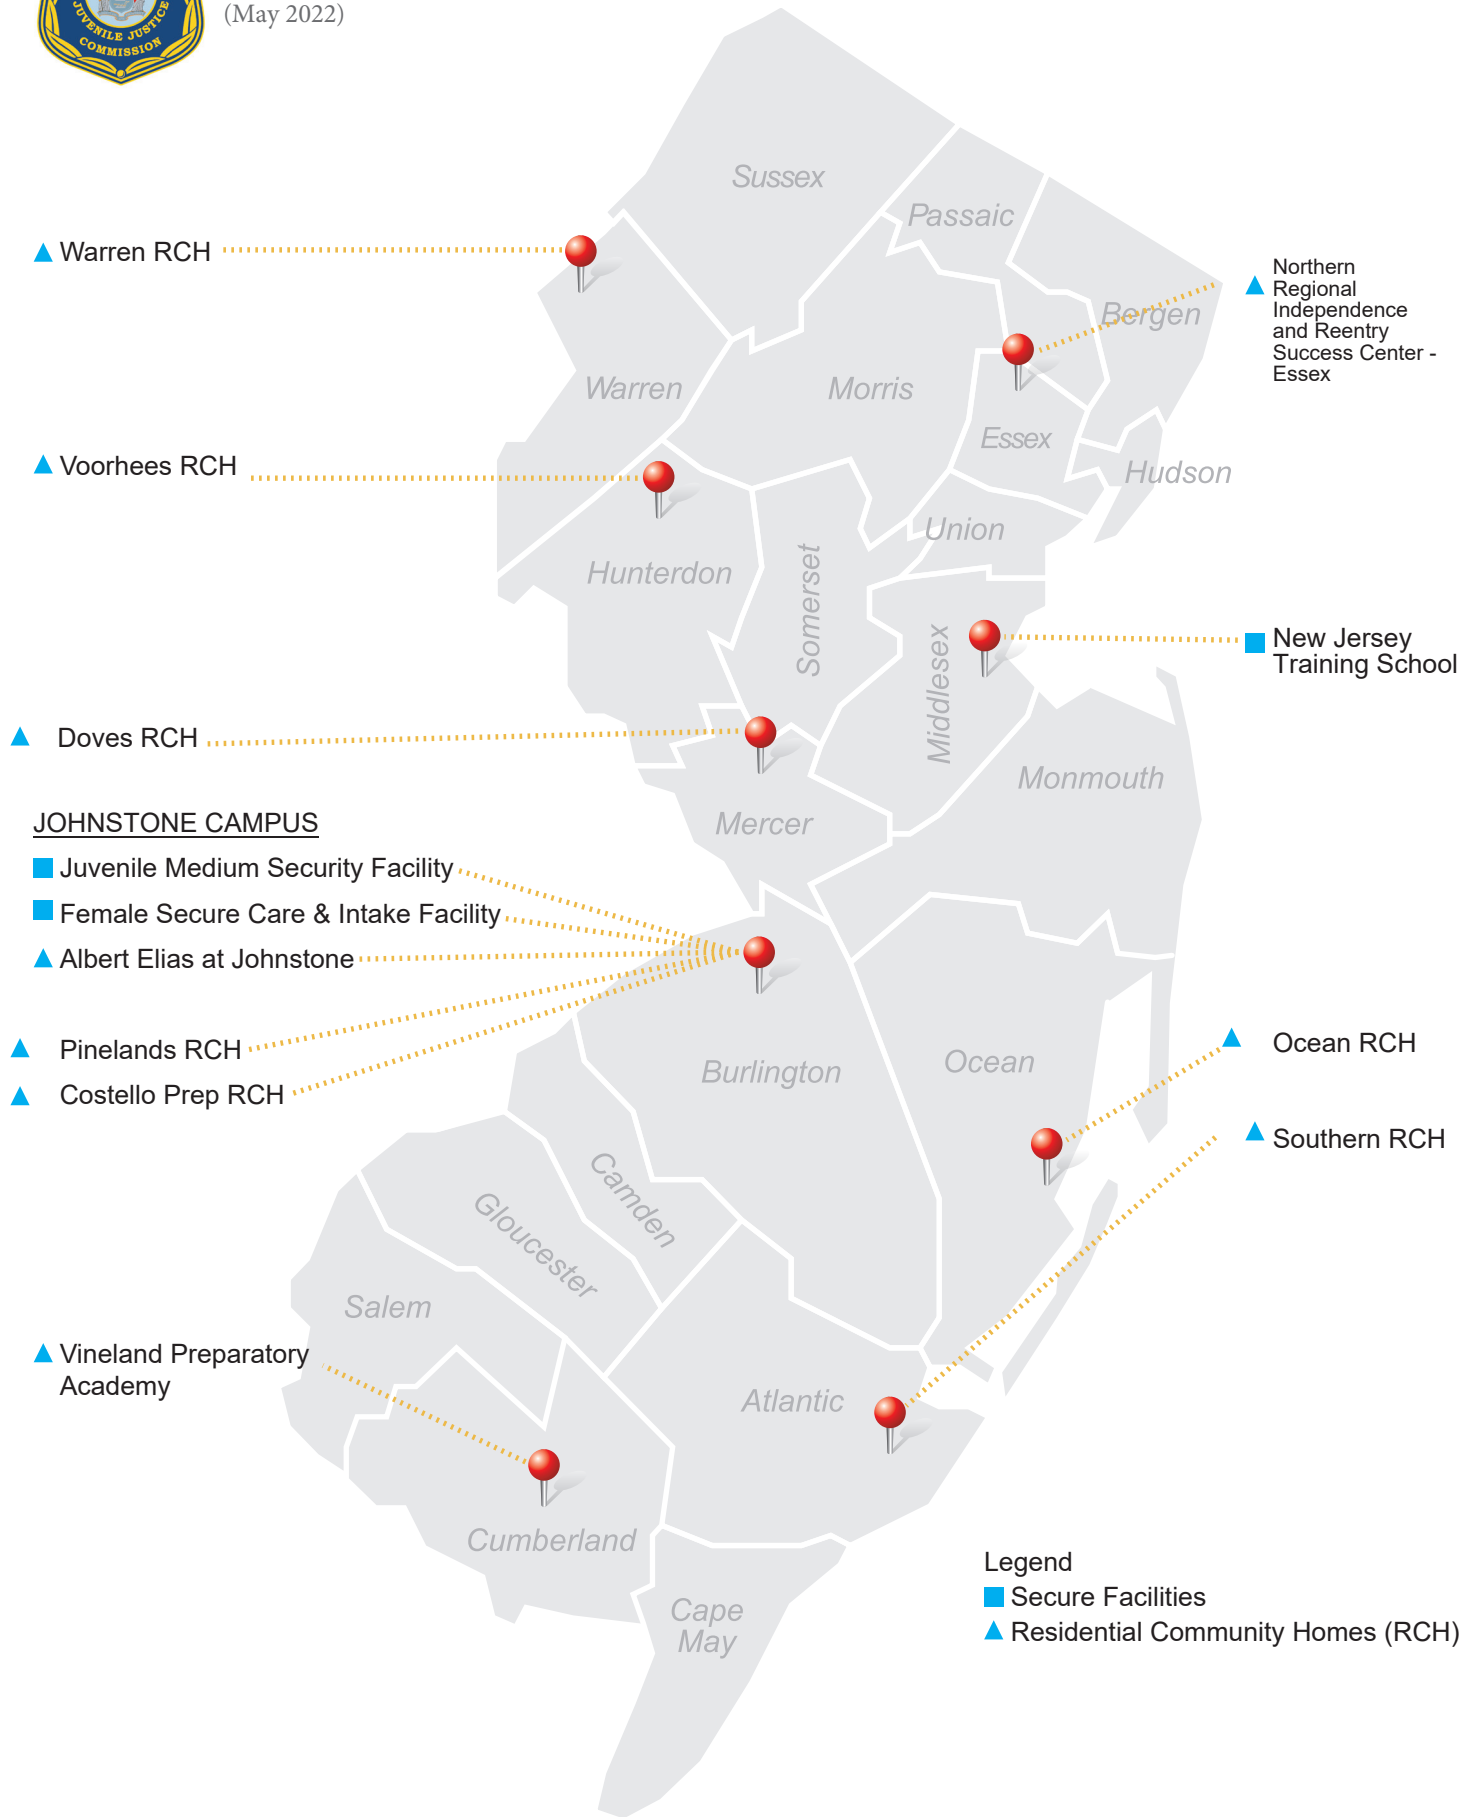 (May 2022)
JUVENILE JUSTICE
COMMISSION
Sussex
Passaic
Warren RCH
Northern
Regional
Independence
and Reentry
Success Center -
Essex
Bergen
Warren
Morris
Essex
Voorhees RCH
Hudson
Union
Hunterdon
Somerset
Middlesex
New Jersey
Training School
Doves RCH
Monmouth
JOHNSTONE CAMPUS
Mercer
Juvenile Medium Security Facility
Female Secure Care & Intake Facility
Albert Elias at Johnstone
Pinelands RCH
Costello Prep RCH
Burlington
Ocean
Ocean RCH
Southern RCH
Camden
Gloucester
Salem
Vineland Preparatory
Academy
Atlantic
Cumberland
Cape
May
Legend
Secure Facilities
Residential Community Homes (RCH)